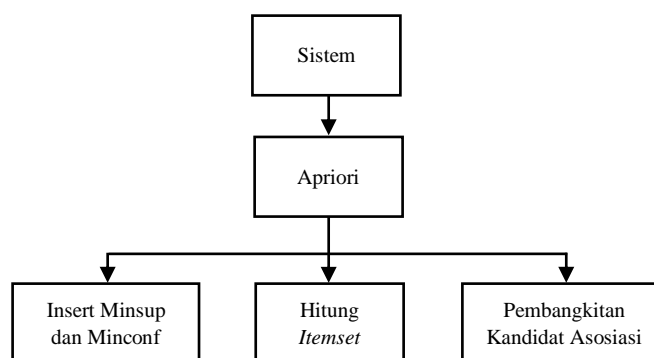 Sistem
Apriori
Insert Minsup
dan Minconf
Hitung
Itemset
Pembangkitan
Kandidat Asosiasi